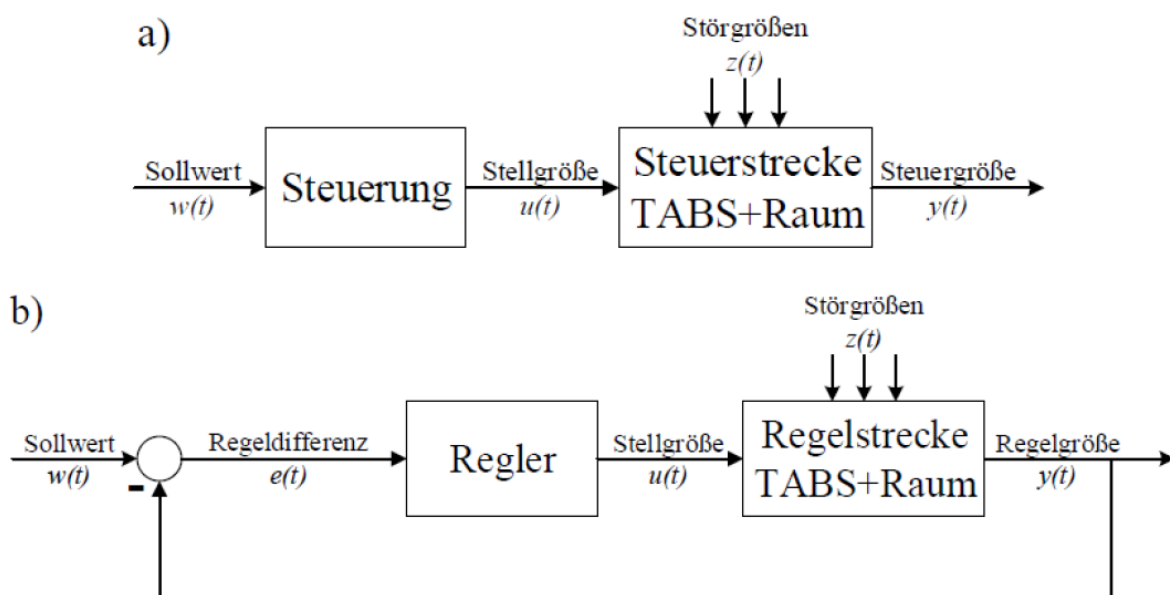 a)
Störgrößen
z(t)
Sollwert
w(t)
Steuerung
Stellgröße
u(t)
Steuerstrecke
TABS+Raum
Steuergröße
y(t)
b)
Störgrößen
z(t)
Sollwert
w(t)
-
Regeldifferenz
e(t)
Regler
Stellgröße
u(t)
Regelstrecke
TABS+Raum
Regelgröße
y(t)